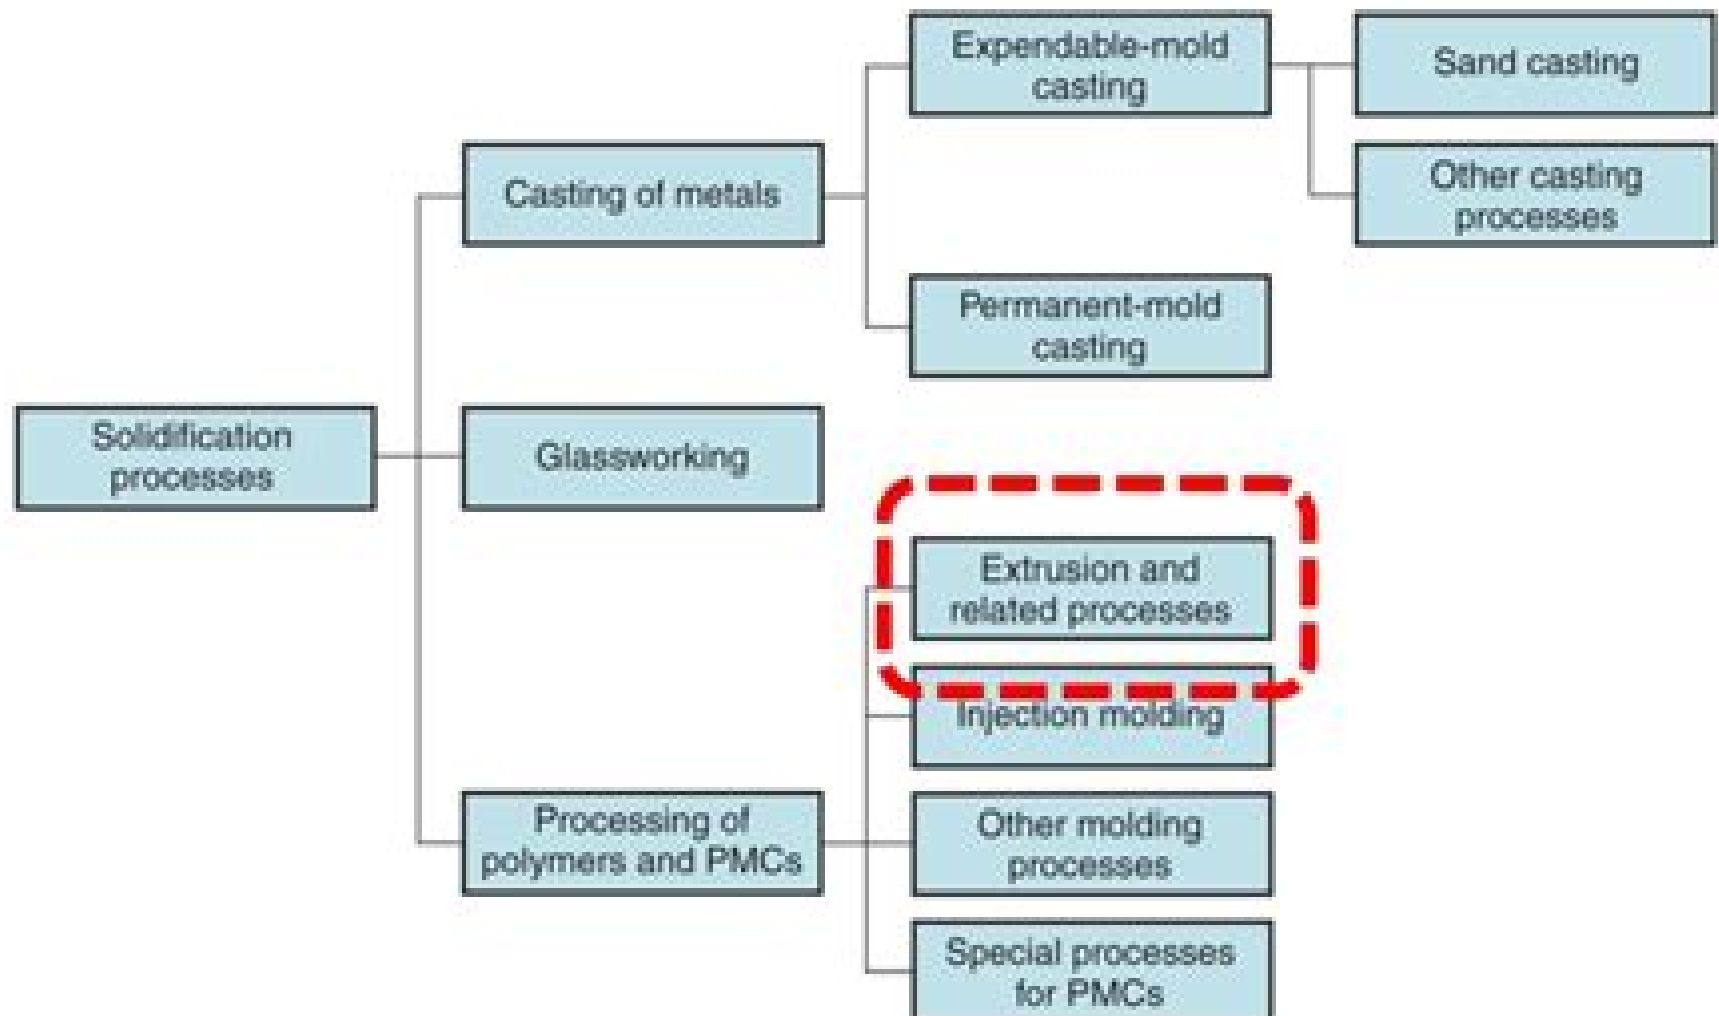 Expendable-mold
casting
Sand casting
Casting of metals
Other casting
processes
Permanent-mold
casting
Solidification
processes
Glassworking
Extrusion and
related processes
Injection molding
Processing of
polymers and PMCs
Other molding
processes
Special processes
for PMCs